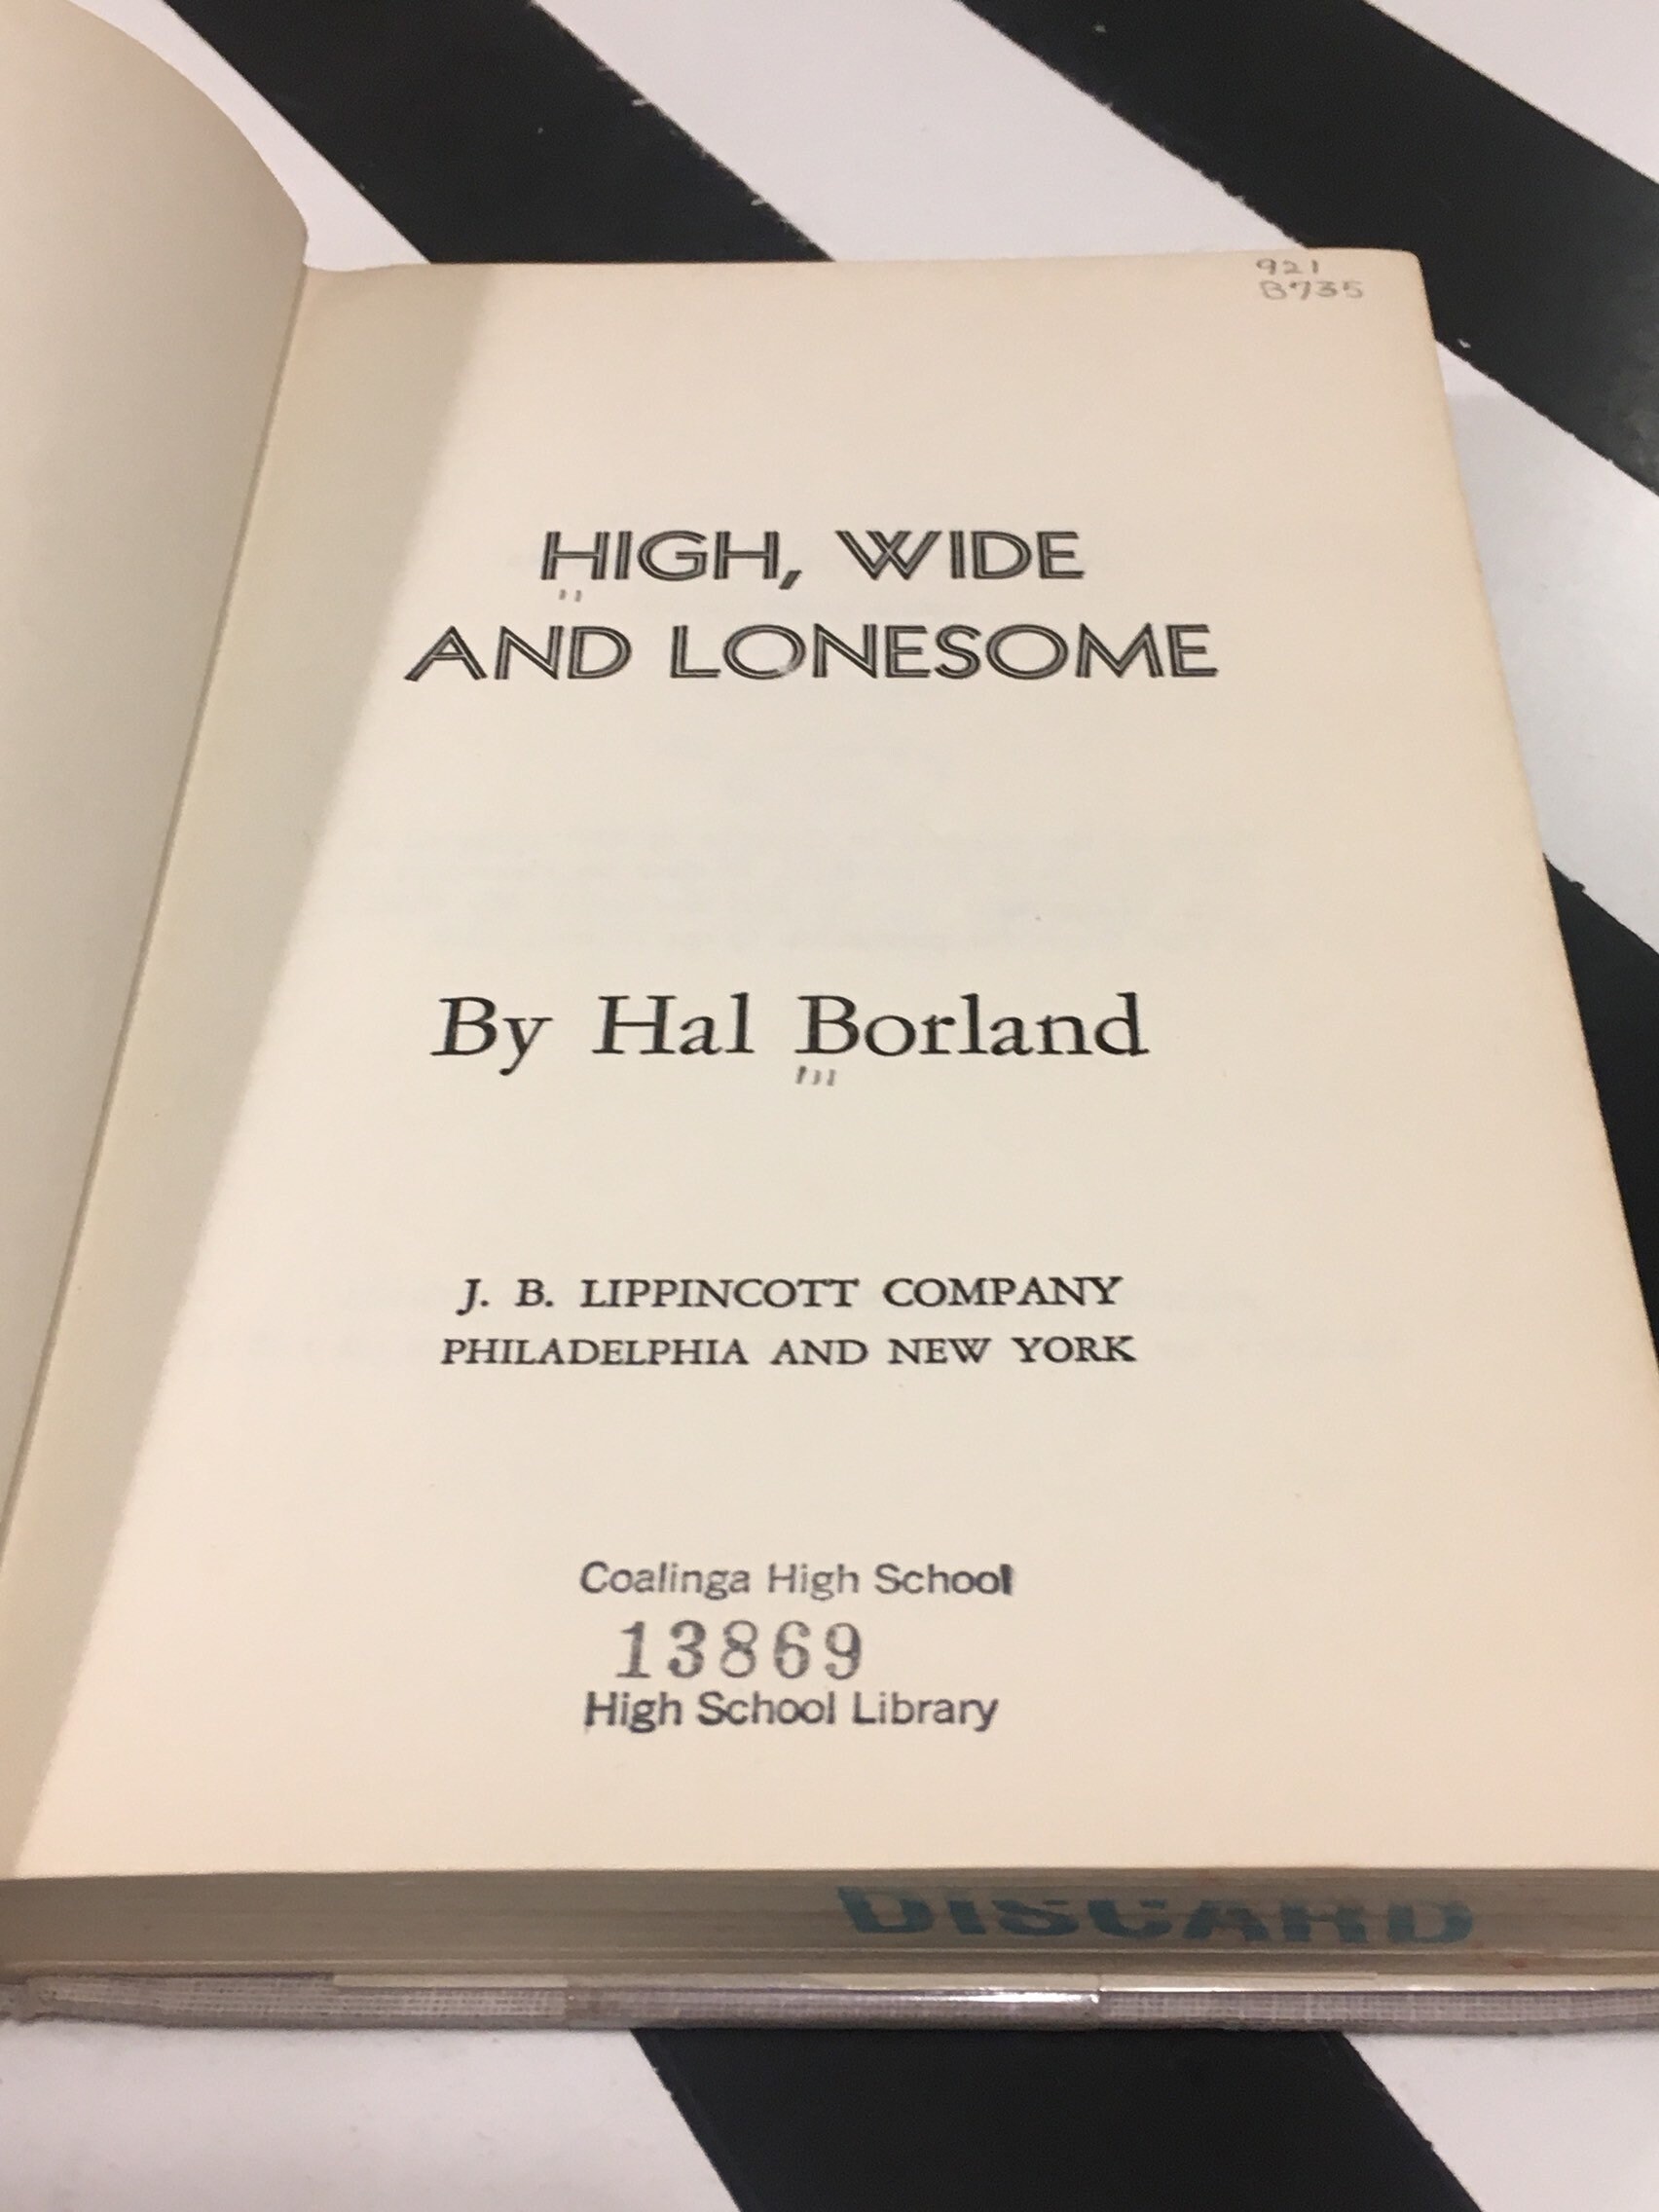 921
B735
HIGH, WIDE
AND LONESOME
By Hal Borland
J. B. LIPPINCOTT COMPANY
PHILADELPHIA AND NEW YORK
Coalinga High School
13869
High School Library
DISCARD